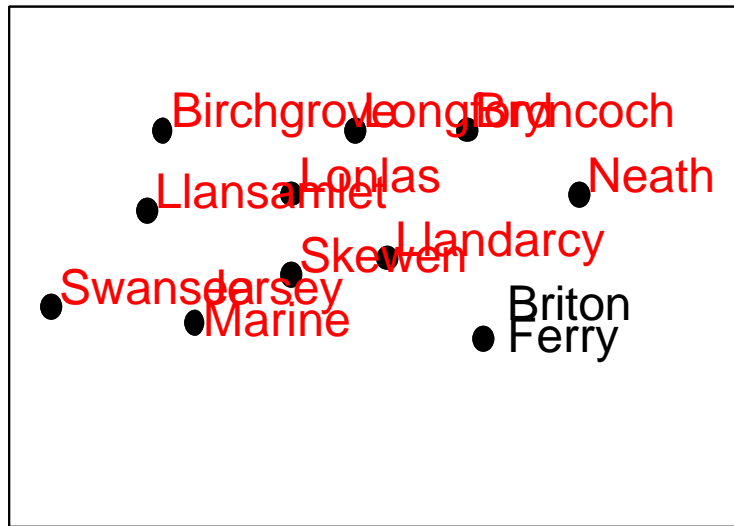 Birchgrove
Longford
Bryncoch
Lonlas
Neath
Llansamlet
Llandarcy
Skewen
Swansea
Jersey
Marine
Briton
Ferry